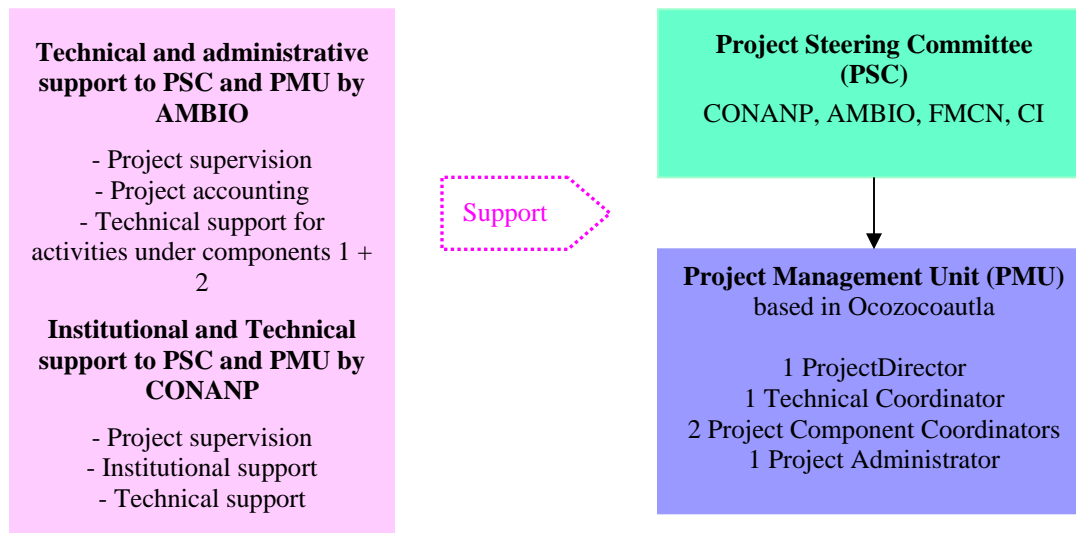 Technical and administrative
support to PSC and PMU by
AMBIO
- Project supervision
- Project accounting
- Technical support for
activities under components 1 +
2
Institutional and Technical
support to PSC and PMU by
CONANP
- Project supervision
- Institutional support
- Technical support
Support
Project Steering Committee
(PSC)
CONANP, AMBIO, FMCN, CI
Project Management Unit (PMU)
based in Ocozocoautla
1 ProjectDirector
1 Technical Coordinator
2 Project Component Coordinators
1 Project Administrator